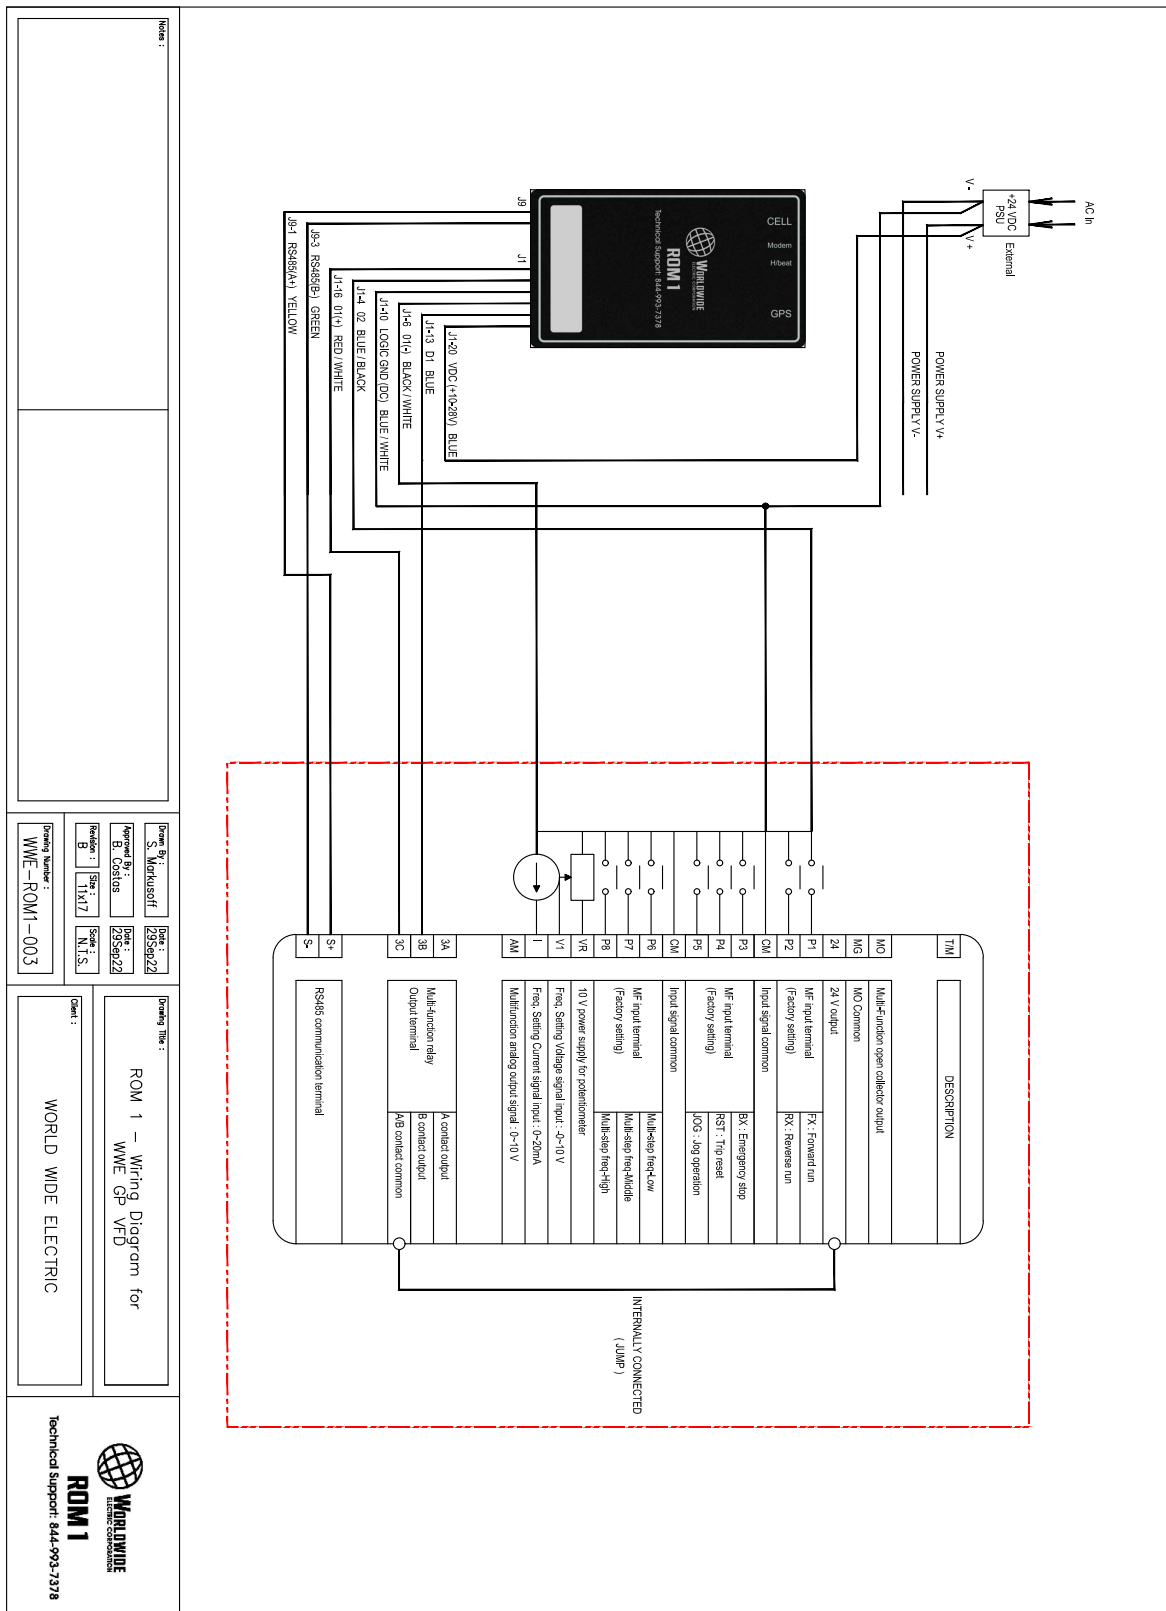 AC In
+24 VDC
PSU
External
V -
V +
POWER SUPPLY V+
POWER SUPPLY V-
CELL
Modem
H/beat
GPS
WORLDWIDE
ELECTRIC CORPORATION
ROM 1
Technical Support: 844-993-7378
J9
J1
J1-20 VDC (+10-28V) BLUE
J1-13 D1 BLUE
J1-6 01(-) BLACK / WHITE
J1-10 LOGIC GND (DC) BLUE / WHITE
J1-4 02 BLUE / BLACK
J1-16 01(+) RED / WHITE
J9-3 RS485(B-) GREEN
J9-1 RS485(A+) YELLOW
T/M
DESCRIPTION
MO
Multi-Function open collector output
MG
MO Common
24
24 V output
P1
MF input terminal
(Factory setting)
FX : Forward run
P2
RX : Reverse run
CM
Input signal common
P3
MF input terminal
(Factory setting)
BX : Emergency stop
P4
RST : Trip reset
P5
JOG : Jog operation
CM
Input signal common
P6
MF input terminal
(Factory setting)
Multi-step freq-Low
P7
Multi-step freq-Middle
P8
Multi-step freq-High
VR
10 V power supply for potentiometer
V1
Freq. Setting Voltage signal input : -0~10 V
I
Freq. Setting Current signal input : 0~20mA
AM
Multifunction analog output signal : 0~10 V
3A
Multi-function relay
Output terminal
A contact output
3B
B contact output
3C
A/B contact common
S+
RS485 communication terminal
S-
INTERNALLY CONNECTED
( JUMP )
Notes :
Drawn By :
S. Markusoff
Date :
29Sep22
Approved By :
B. Costas
Date :
29Sep22
Revision :
B
Size :
11x17
Scale :
N.T.S.
Drawing Number :
WWE-ROM1-003
Drawing Title :
ROM 1 - Wiring Diagram for
WWE GP VFD
Client :
WORLD WIDE ELECTRIC
WORLDWIDE
ELECTRIC CORPORATION
ROM 1
Technical Support: 844-993-7378